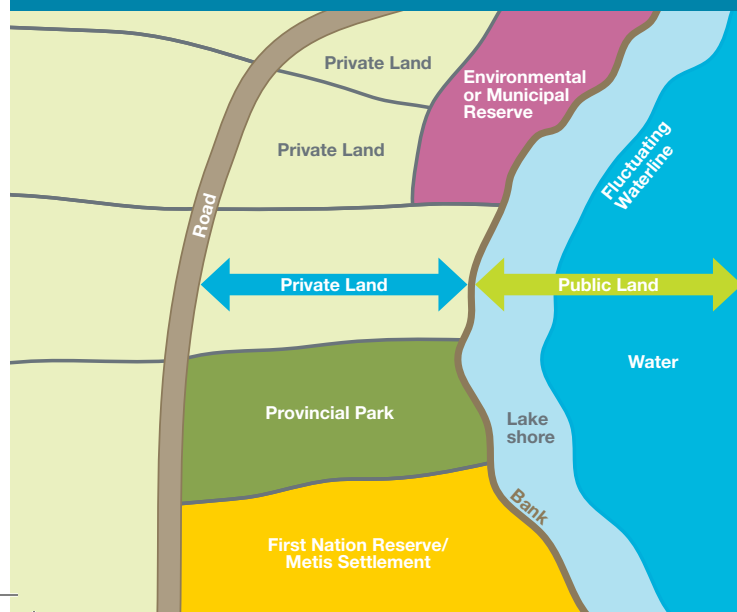 Private Land
Environmental
or Municipal
Reserve
Private Land
Fluctuating
Waterline
Road
Private Land
Public Land
Water
Provincial Park
Lake
shore
Bank
First Nation Reserve/
Metis Settlement